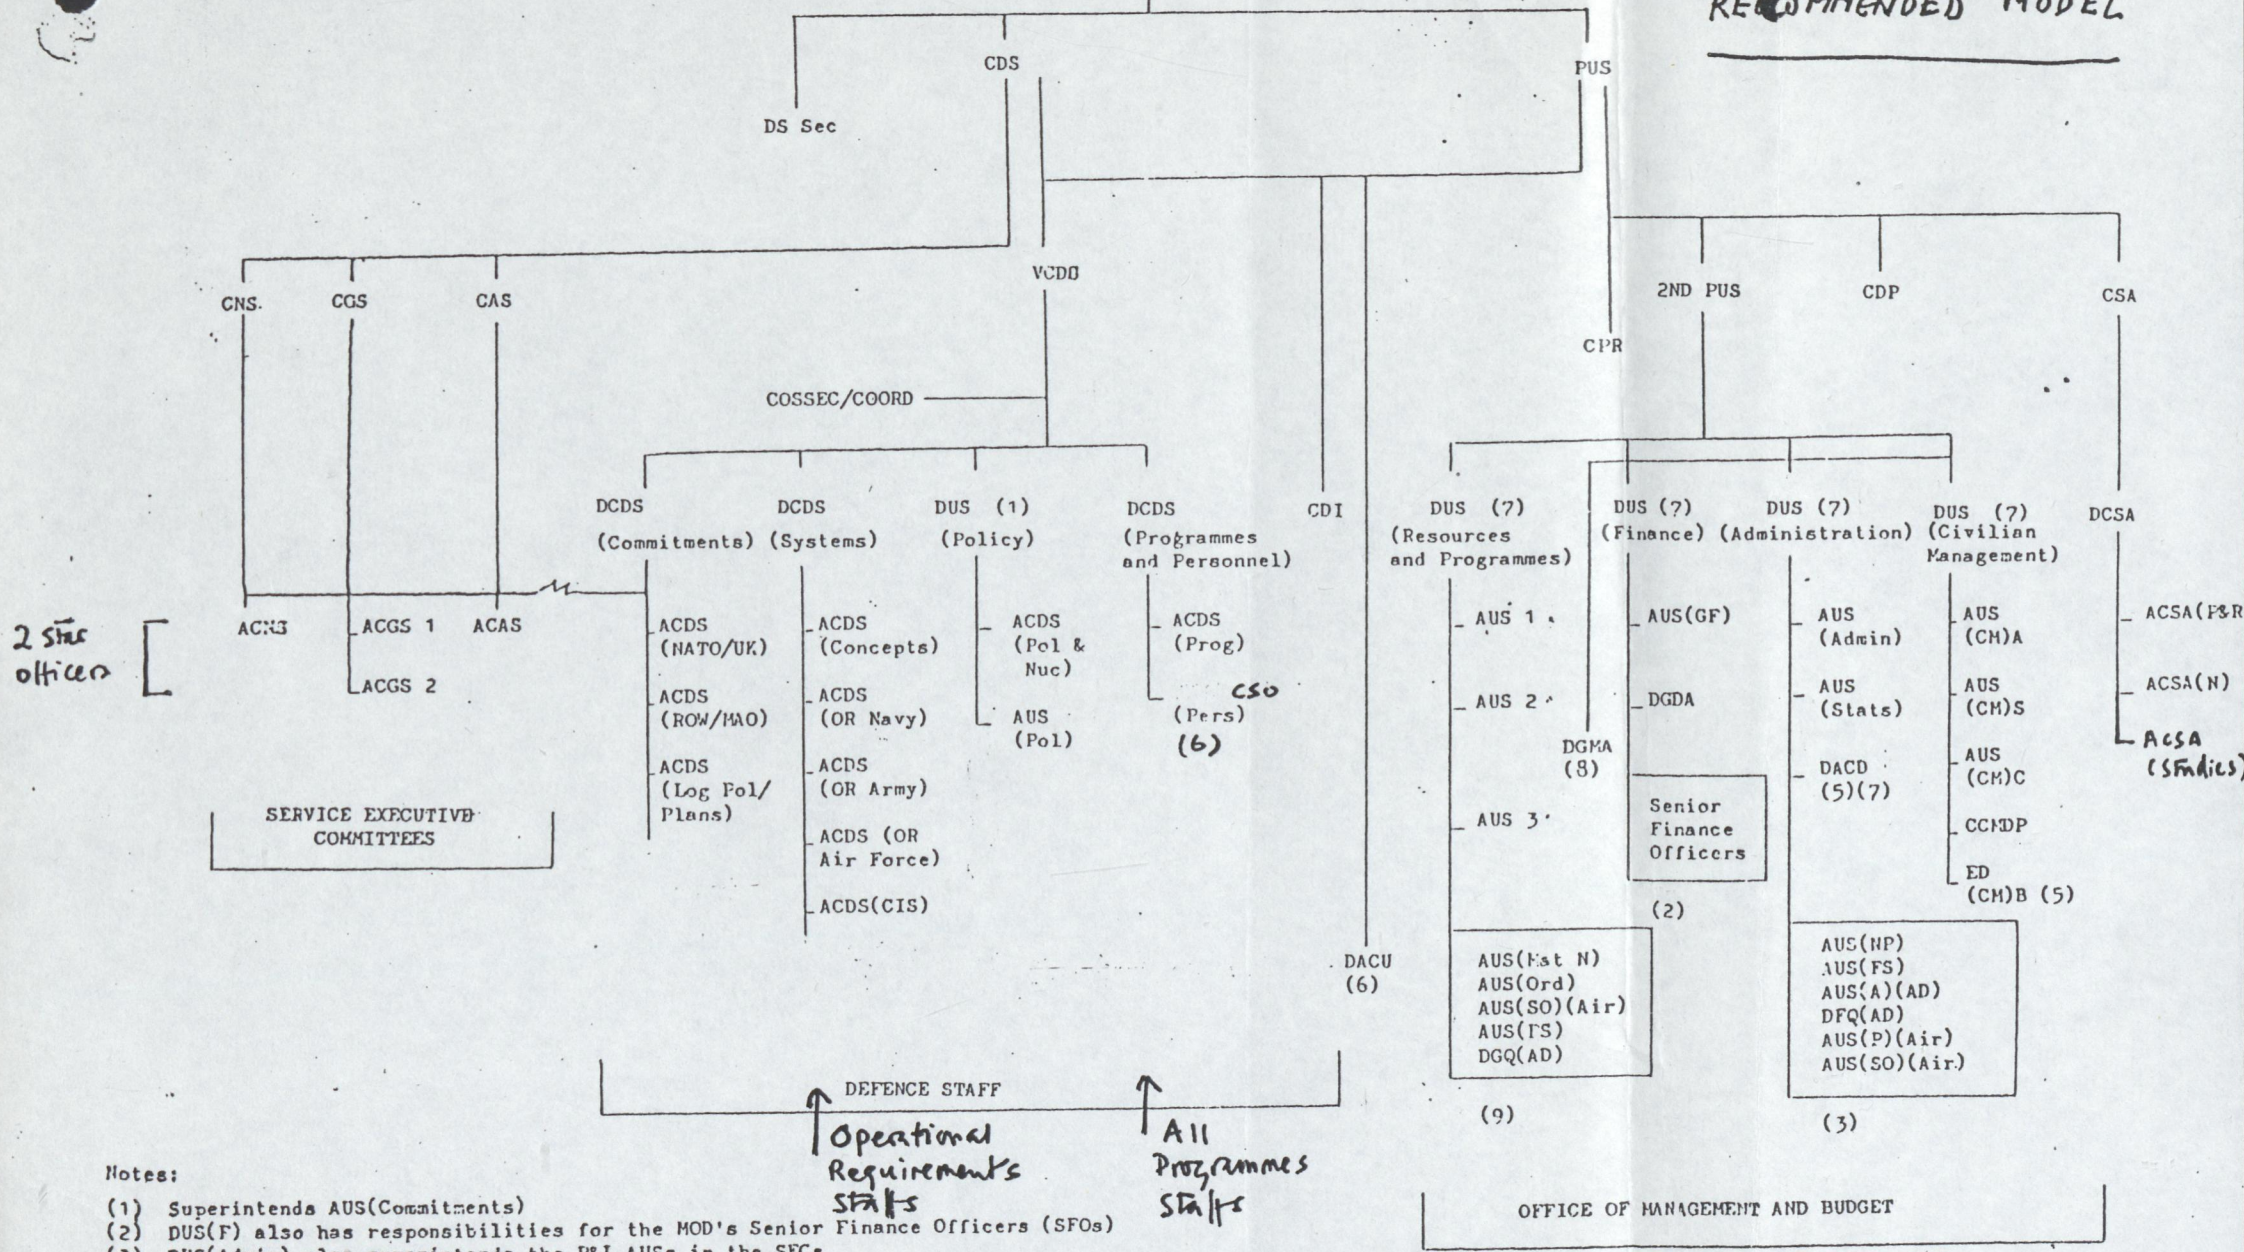 RECOMMENDED MODEL
CDS
PUS
DS Sec
VCDS
CNS
CGS
CAS
2ND PUS
CDP
CSA
CPR
COSSEC/COORD
DCDS
(Commitments)
DCDS
(Systems)
DUS (1)
(Policy)
DCDS
(Programmes
and Personnel)
CDI
DUS (7)
(Resources
and Programmes)
DUS (7)
(Finance)
DUS (7)
(Administration)
DUS (7)
(Civilian
Management)
DCSA
2 star
officers
ACNS
ACGS 1
ACGS 2
ACAS
ACDS
(NATO/UK)
ACDS
(ROW/MAO)
ACDS
(Log Pol/
Plans)
ACDS
(Concepts)
ACDS
(OR Navy)
ACDS
(OR Army)
ACDS (OR
Air Force)
ACDS(CIS)
ACDS
(Pol &
Nuc)
AUS
(Pol)
ACDS
(Prog)
CSO
(Pers)
(6)
AUS 1
AUS 2
AUS 3
DGMA
(8)
AUS(GF)
DGDA
Senior
Finance
Officers
(2)
AUS
(Admin)
AUS
(Stats)
DACD
(5)(7)
AUS
(CM)A
AUS
(CM)S
AUS
(CM)C
CCMDP
ED
(CM)B (5)
ACSA(P&R
ACSA(N)
ACSA
(Studies)
SERVICE EXECUTIVE
COMMITTEES
DACU
(6)
AUS(Mat N)
AUS(Ord)
AUS(SO)(Air)
AUS(FS)
DGQ(AD)
(9)
AUS(NP)
AUS(FS)
AUS(A)(AD)
DFQ(AD)
AUS(P)(Air)
AUS(SO)(Air)
(3)
DEFENCE STAFF
Operational
Requirements
Staffs
All
Programmes
Staffs
OFFICE OF MANAGEMENT AND BUDGET
Notes:
(1) Superintends AUS(Commitments)
(2) DUS(F) also has responsibilities for the MOD's Senior Finance Officers (SFOs)